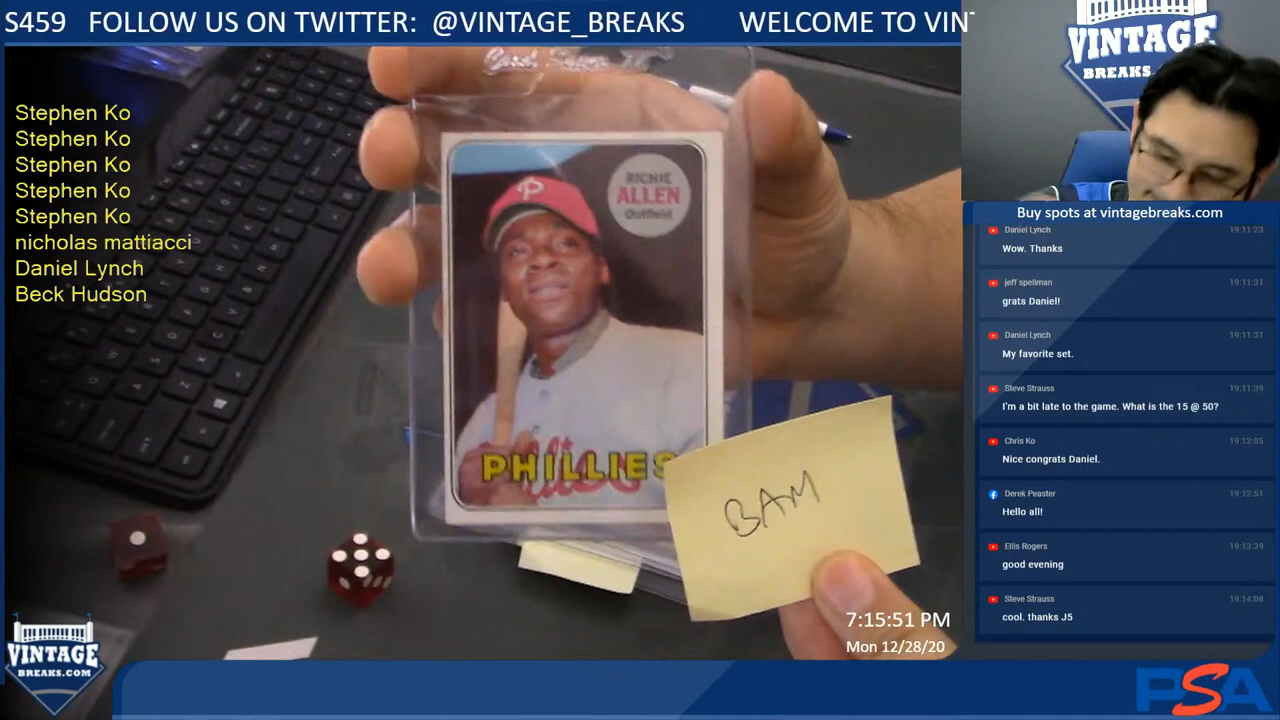 S459 FOLLOW US ON TWITTER: @VINTAGE_BREAKS WELCOME TO VIN
VINTAGE
BREAKS
Stephen Ko
Stephen Ko
Stephen Ko
Stephen Ko
Stephen Ko
nicholas mattiacci
Daniel Lynch
Beck Hudson
RICHIE
ALLEN
Outfield
P
PHILLIES
BAM
Buy spots at vintagebreaks.com
Daniel Lynch 19:11:23
Wow. Thanks
jeff spellman 19:11:31
grats Daniel!
Daniel Lynch 19:11:31
My favorite set.
Steve Strauss 19:11:39
I'm a bit late to the game. What is the 15 @ 50?
Chris Ko 19:12:05
Nice congrats Daniel.
Derek Peaster 19:12:51
Hello all!
Ellis Rogers 19:13:39
good evening
Steve Strauss 19:14:08
cool. thanks J5
7:15:51 PM
Mon 12/28/20
VINTAGE
BREAKS.COM
PSA